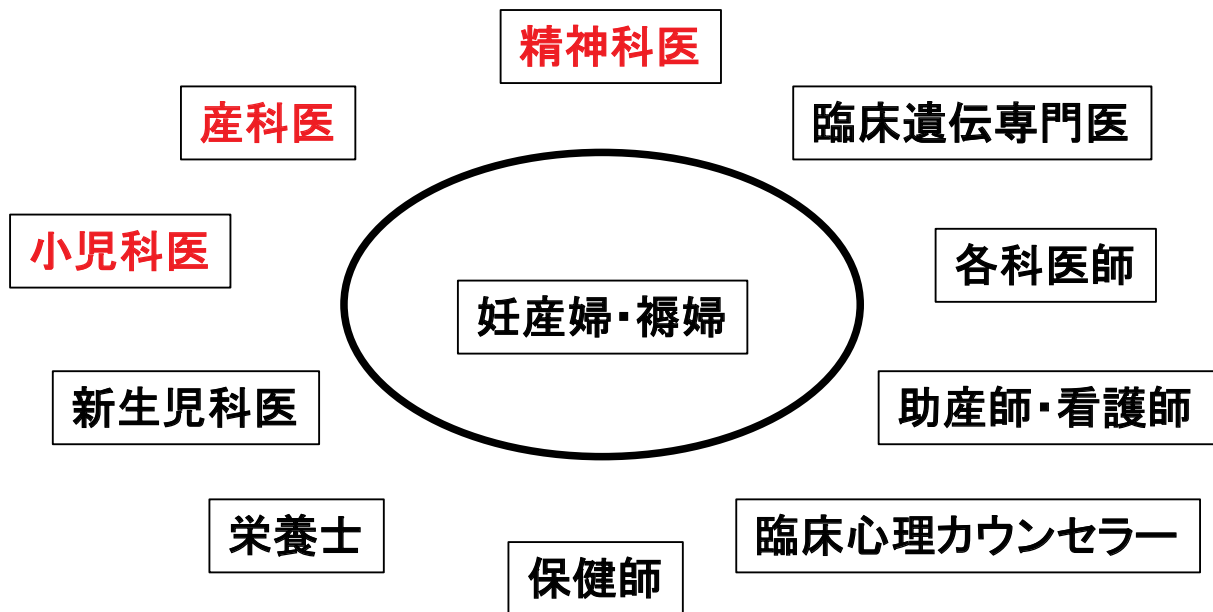 精神科医
産科医
臨床遺伝専門医
小児科医
各科医師
妊産婦・褥婦
新生児科医
助産師・看護師
栄養士
臨床心理カウンセラー
保健師